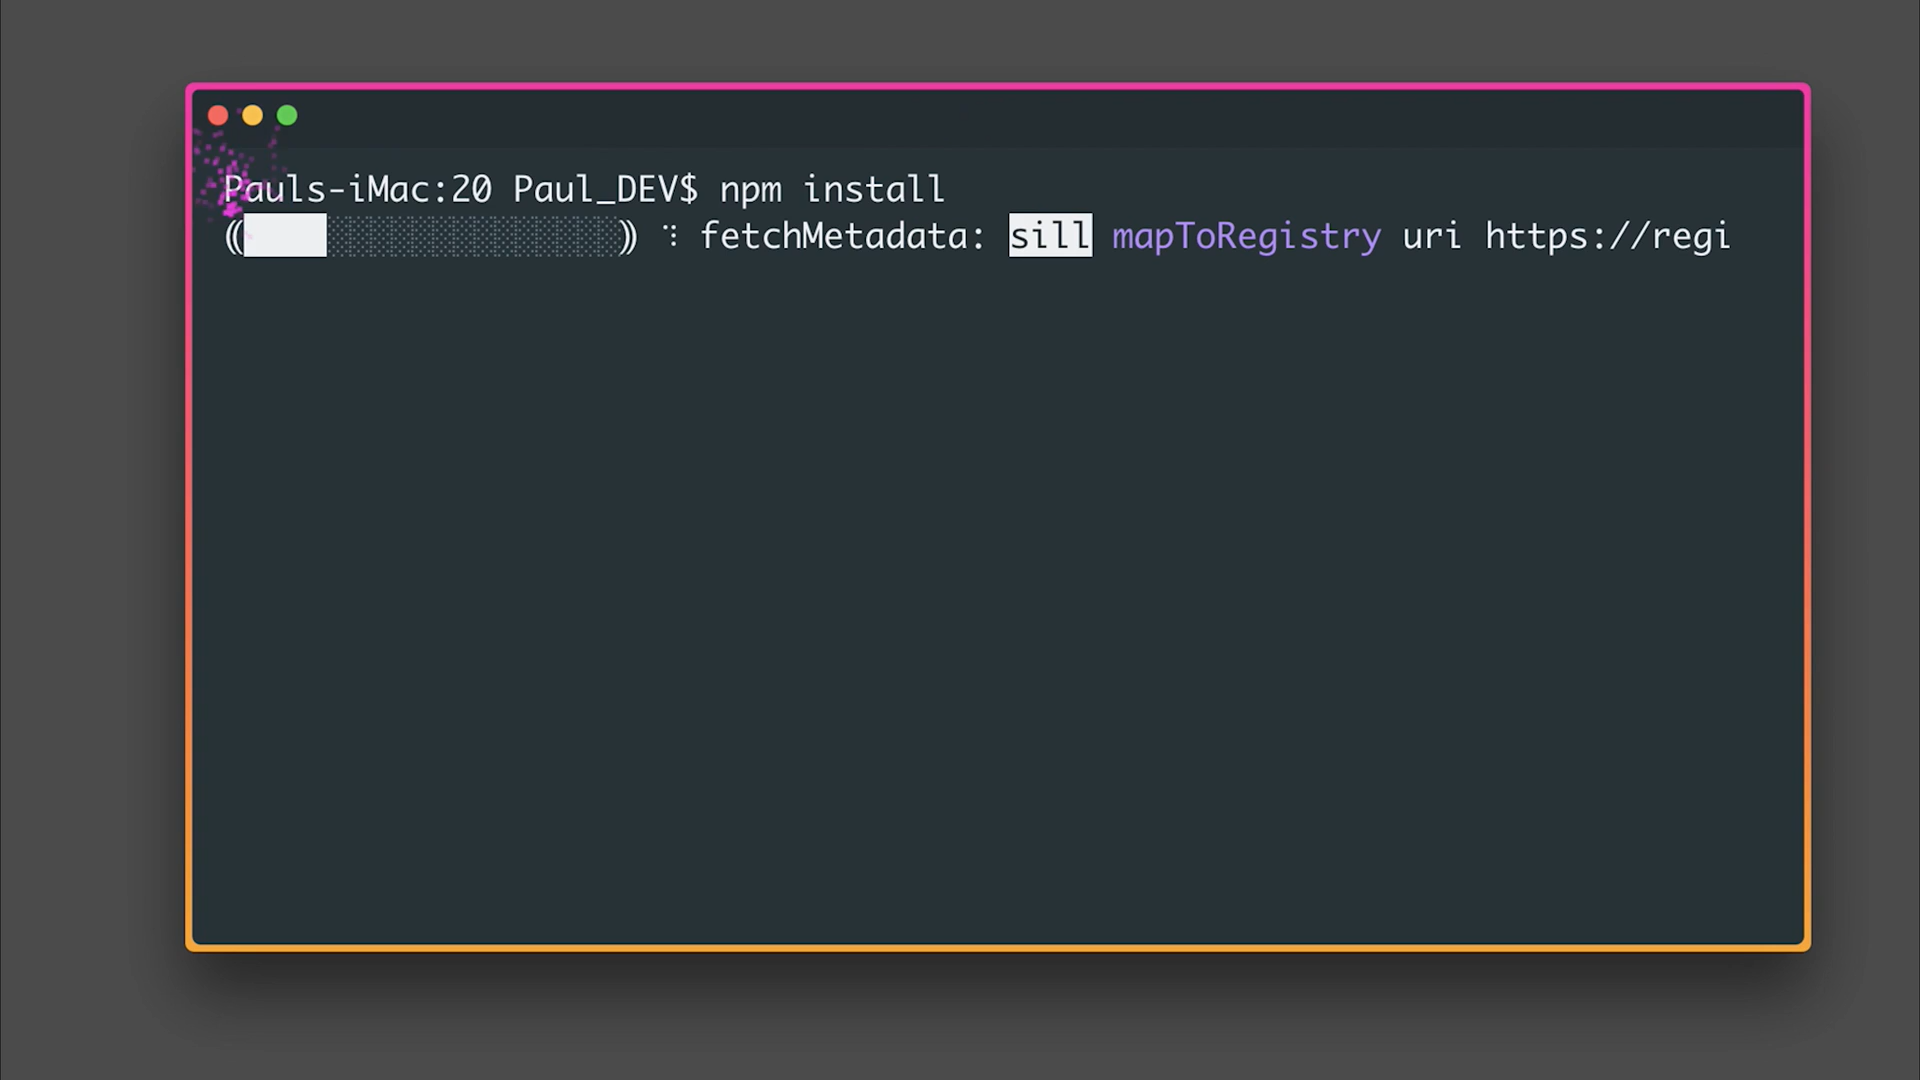 Pauls-iMac:20 Paul_DEV$ npm install
(██████░░░░░░░░░░░░░░) ⠹ fetchMetadata: sill mapToRegistry uri https://regi